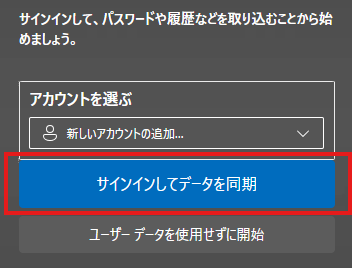 サインインして、パスワードや履歴などを取り込むことから始
めましょう。
アカウントを選ぶ
新しいアカウントの追加...
サインインしてデータを同期
ユーザー データを使用せずに開始